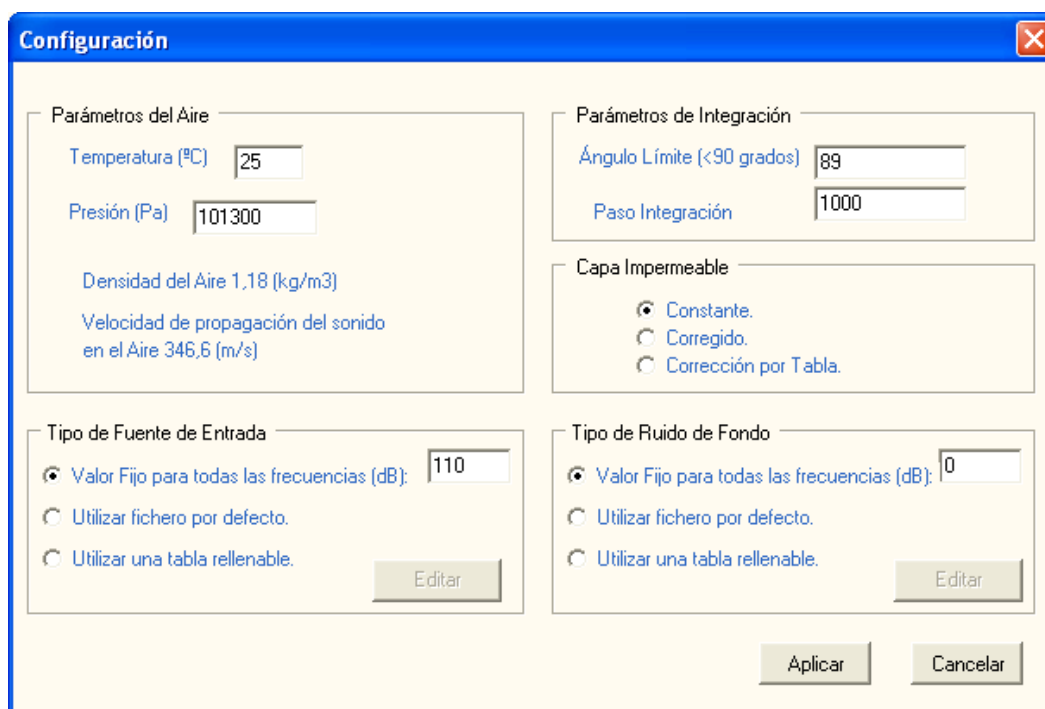 Configuración
Parámetros del Aire
Temperatura (ºC) 25
Presión (Pa) 101300
Densidad del Aire 1,18 (kg/m3)
Velocidad de propagación del sonido
en el Aire 346,6 (m/s)
Parámetros de Integración
Ángulo Límite (<90 grados) 89
Paso Integración 1000
Capa Impermeable
Constante.
Corregido.
Corrección por Tabla.
Tipo de Fuente de Entrada
Valor Fijo para todas las frecuencias (dB): 110
Utilizar fichero por defecto.
Utilizar una tabla rellenable.
Editar
Tipo de Ruido de Fondo
Valor Fijo para todas las frecuencias (dB): 0
Utilizar fichero por defecto.
Utilizar una tabla rellenable.
Editar
Aplicar
Cancelar